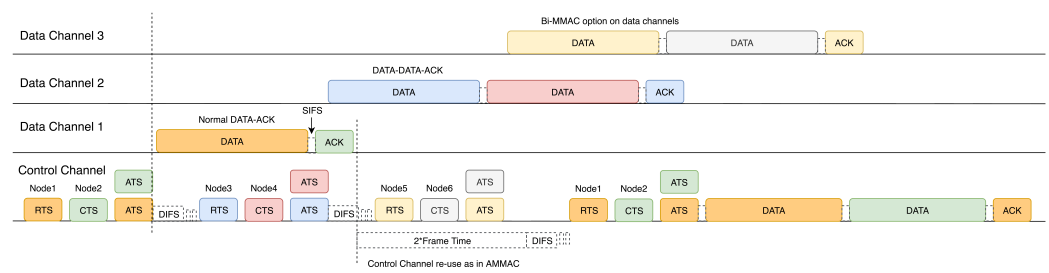 Bi-MMAC option on data channels
Data Channel 3
DATA DATA ACK
DATA-DATA-ACK
Data Channel 2
DATA DATA ACK
SIFS
Normal DATA-ACK
Data Channel 1
DATA ACK
Control Channel
ATS ATS ATS ATS
Node1 Node2 Node3 Node4 Node5 Node6 Node1 Node2
RTS CTS ATS DIFS RTS CTS ATS DIFS RTS CTS ATS RTS CTS ATS DATA DATA ACK
2*Frame Time DIFS
Control Channel re-use as in AMMAC